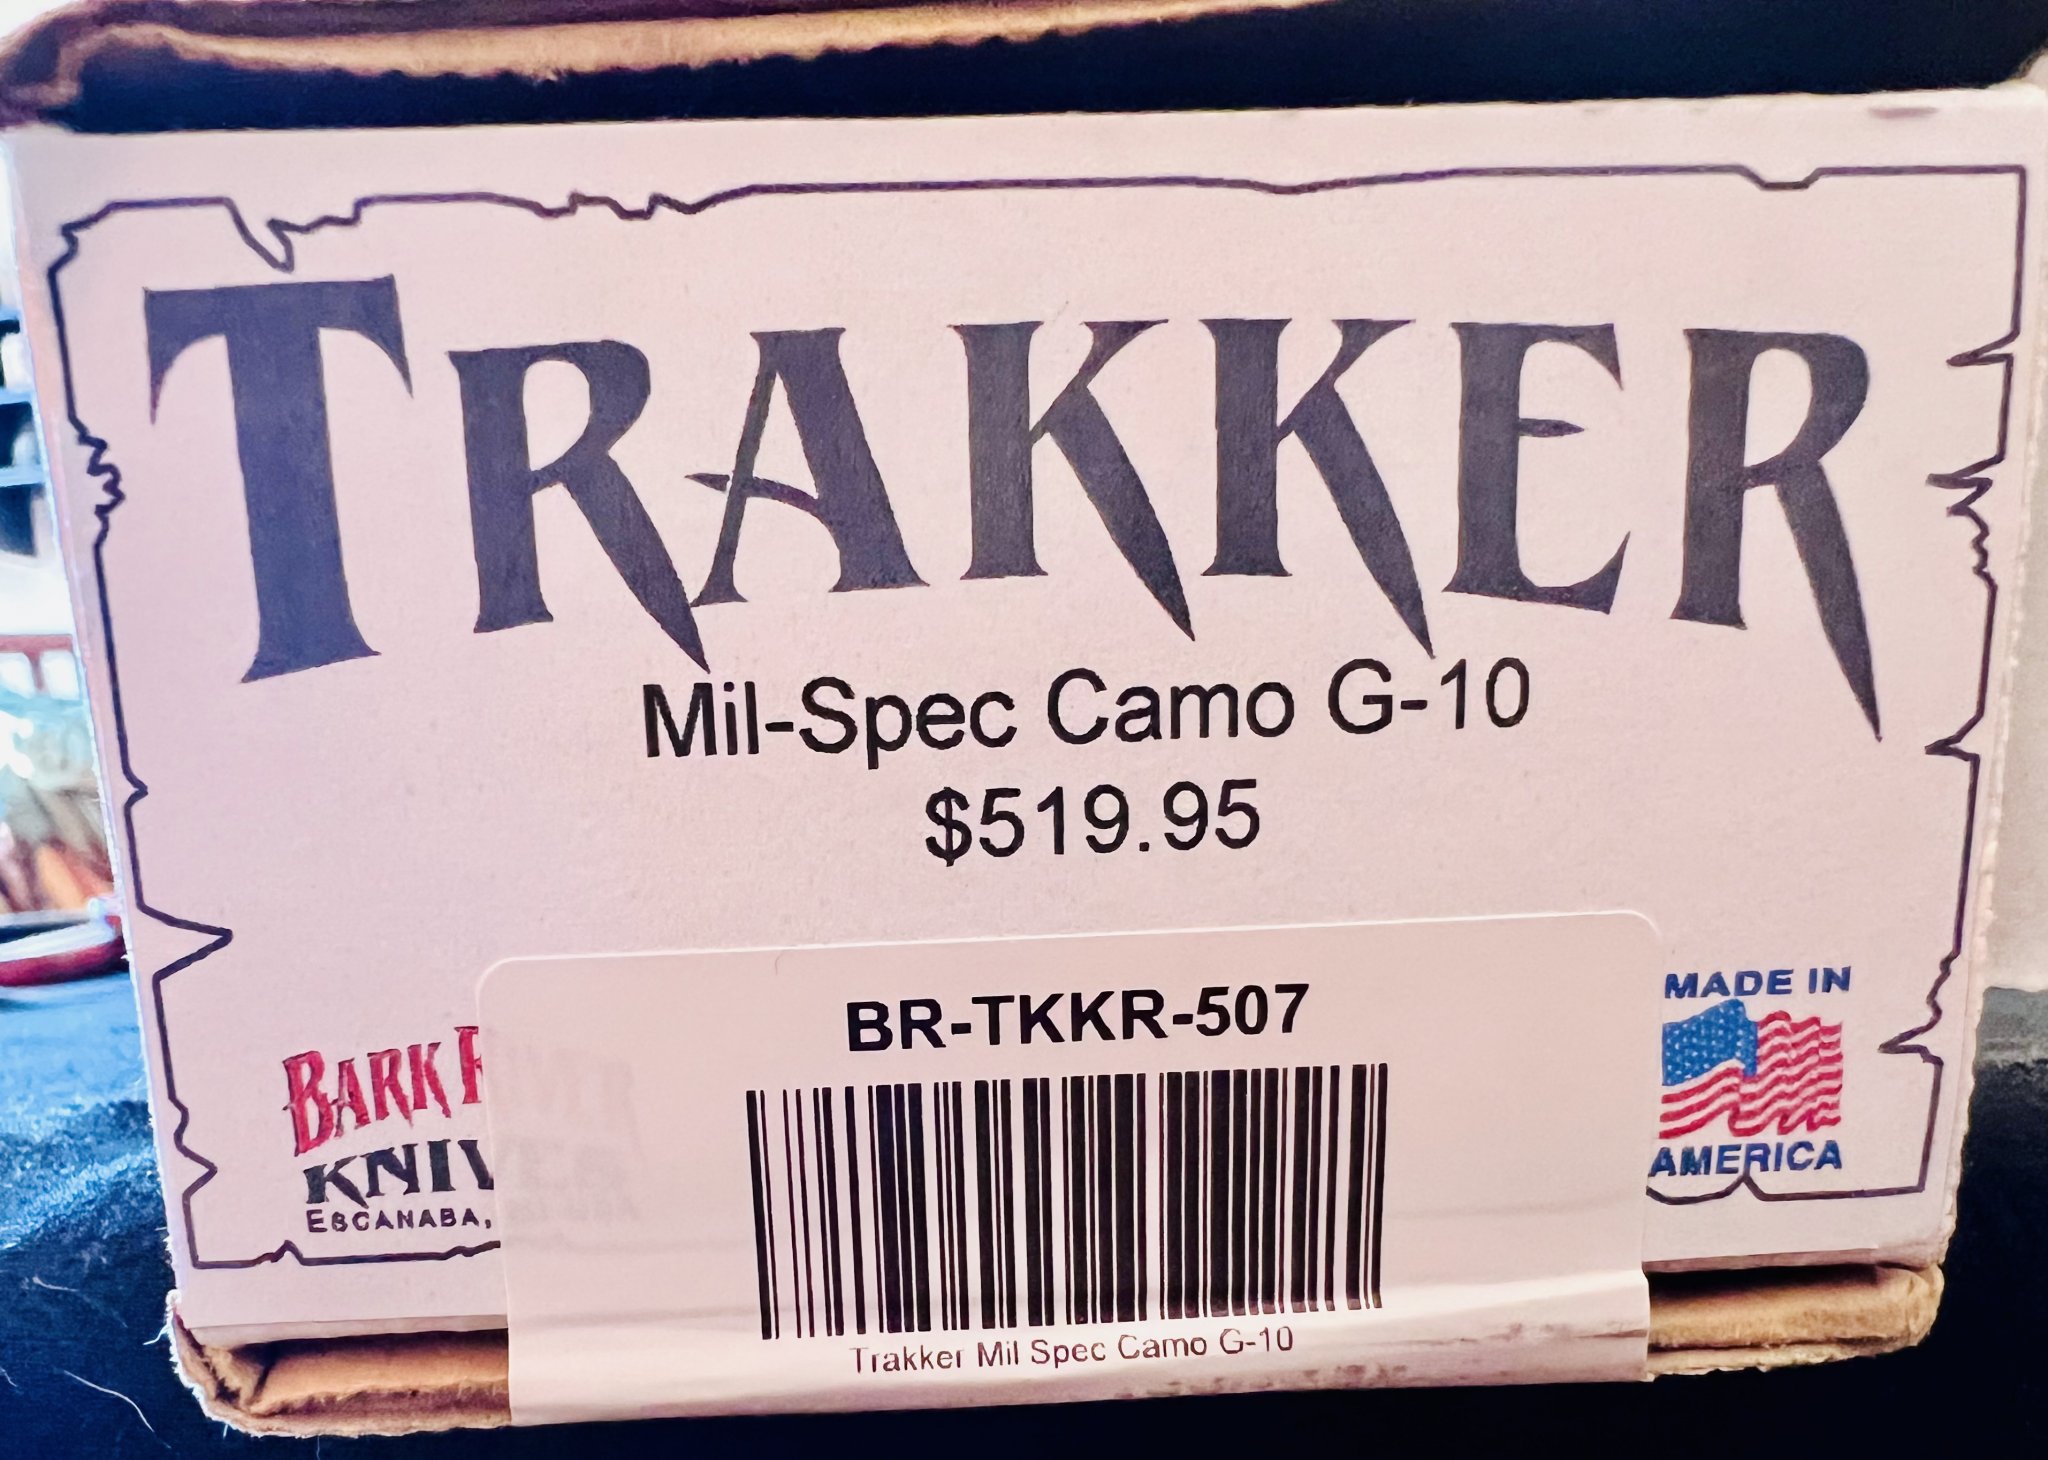 TRAKKER
Mil-Spec Camo G-10
$519.95
BR-TKKR-507
Trakker Mil Spec Camo G-10
BARK
ESCANABA,
MADE IN
AMERICA